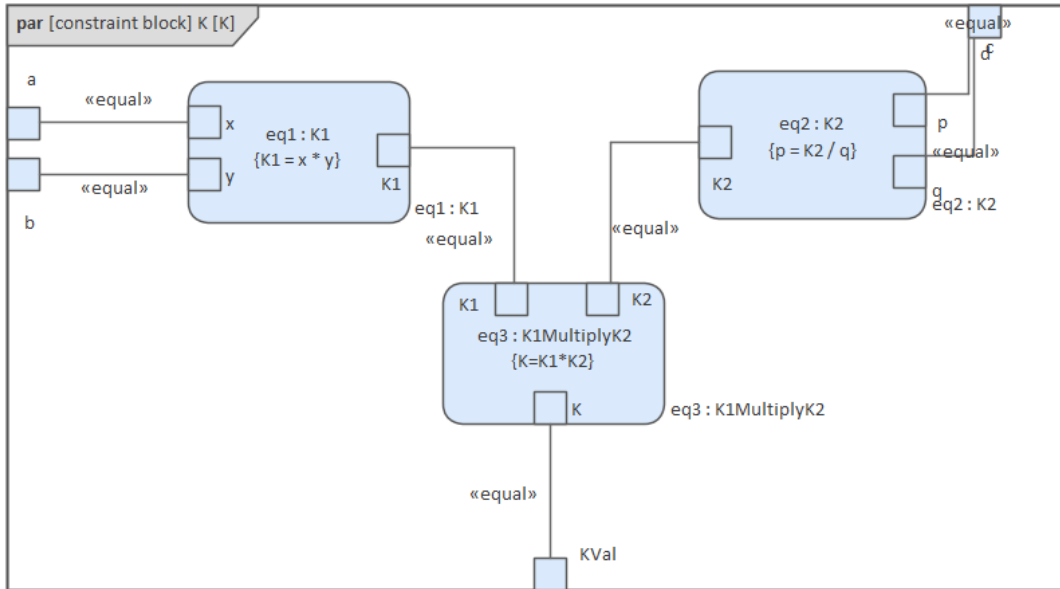 par [constraint block] K [K]
«equal»
d
c
a
«equal»
x
eq1 : K1
{K1 = x * y}
K1
y
«equal»
b
eq1 : K1
«equal»
eq2 : K2
{p = K2 / q}
K2
p
«equal»
q
eq2 : K2
«equal»
K1
K2
eq3 : K1MultiplyK2
{K=K1*K2}
K
eq3 : K1MultiplyK2
«equal»
KVal